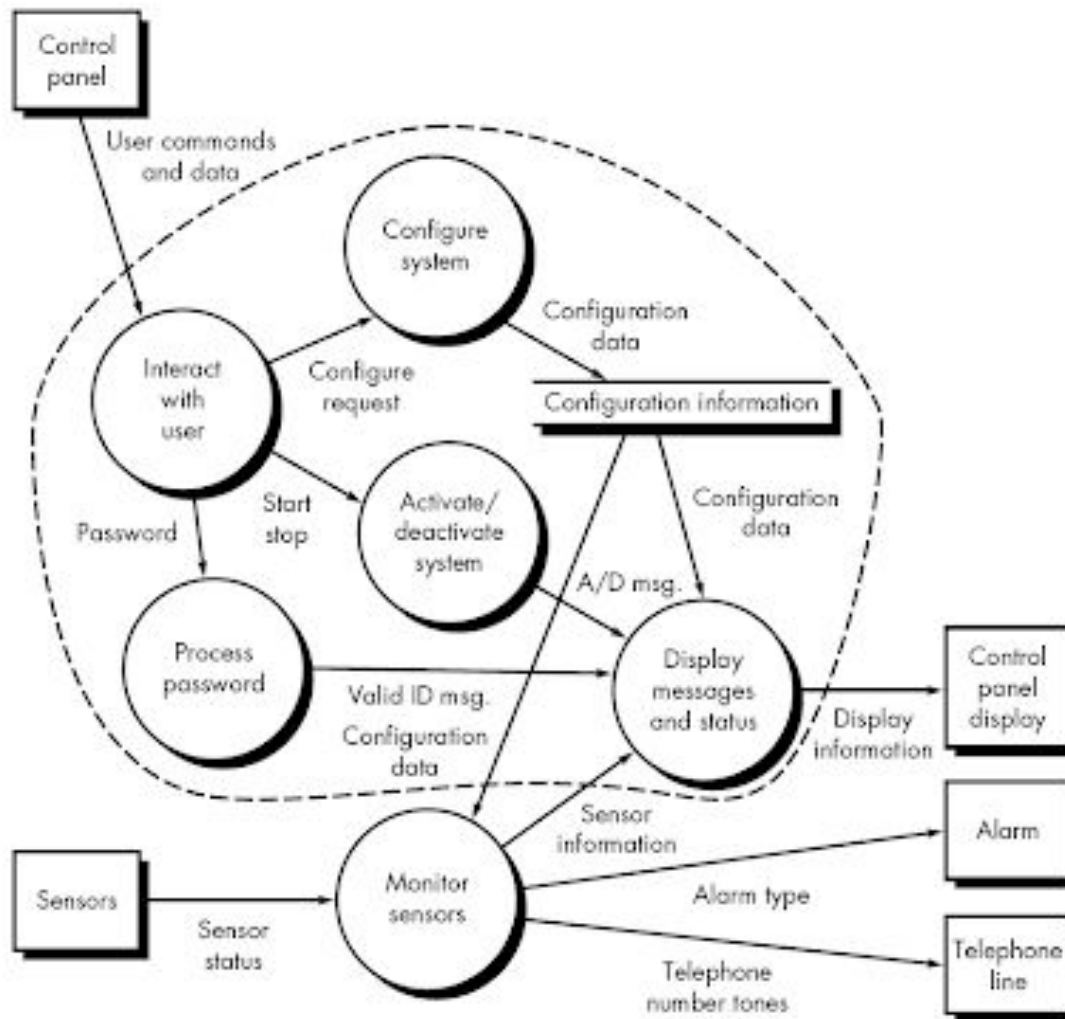 Control
panel
User commands
and data
Configure
system
Configuration
data
Interact
with
user
Configure
request
Configuration information
Activate/
deactivate
system
Start
stop
Configuration
data
Password
A/D msg.
Process
password
Valid ID msg.
Display
messages
and status
Control
panel
display
Display
information
Configuration
data
Sensor
information
Alarm
Monitor
sensors
Sensors
Sensor
status
Alarm type
Telephone
number tones
Telephone
line